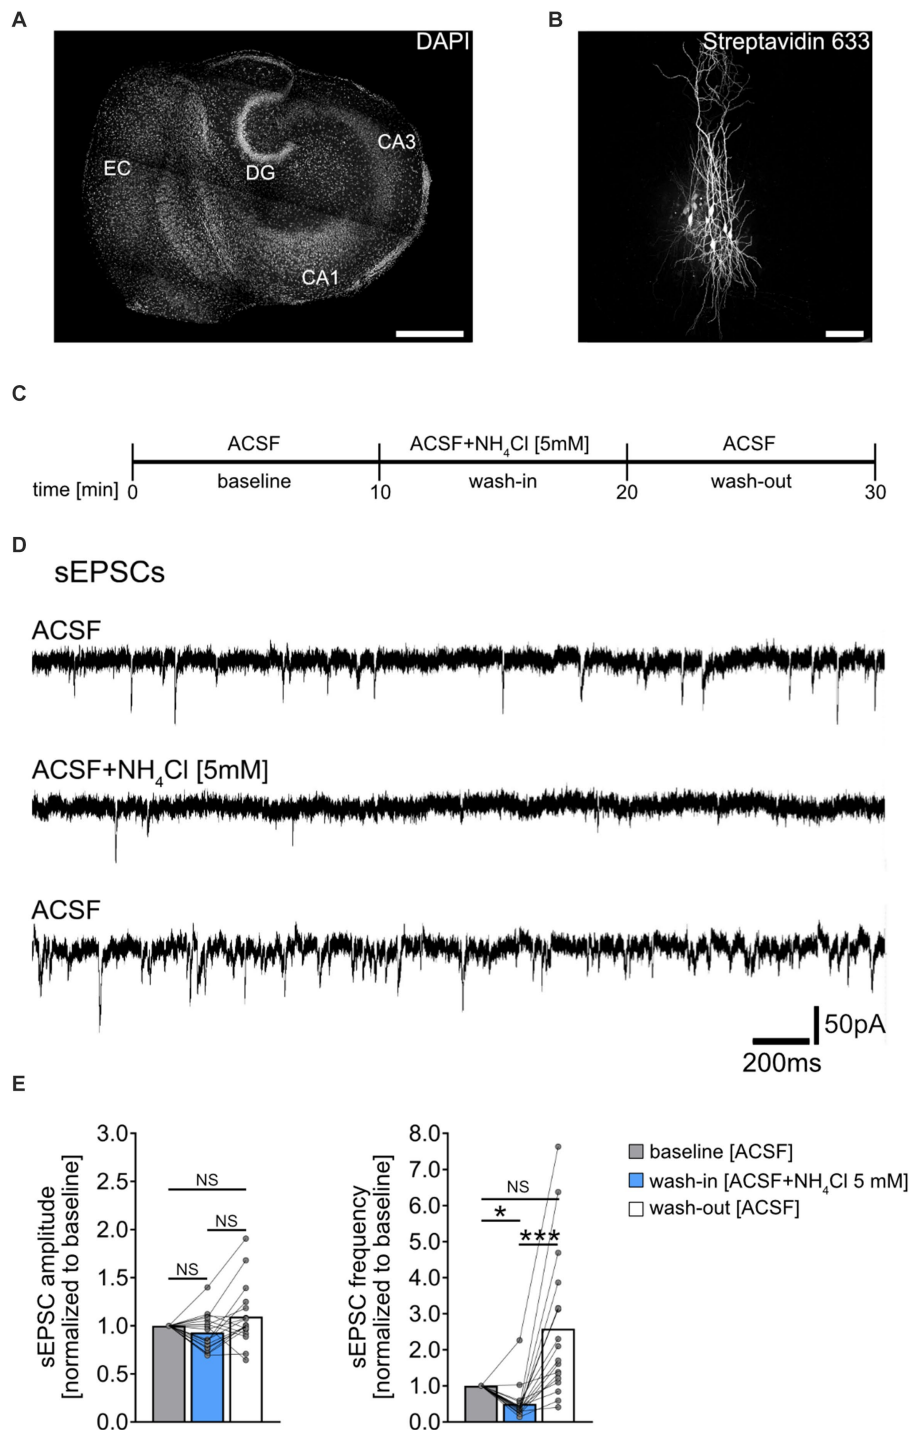 A
DAPI
EC
DG
CA3
CA1
B
Streptavidin 633
C
ACSF ACSF+NH4Cl [5mM] ACSF
baseline wash-in wash-out
time [min] 0 10 20 30
D
sEPSCs
ACSF
ACSF+NH4Cl [5mM]
ACSF
50pA
200ms
E
sEPSC amplitude
[normalized to baseline]
3.0
2.5
2.0
1.5
1.0
0.5
0.0
NS
NS
NS
sEPSC frequency
[normalized to baseline]
8.0
7.0
6.0
5.0
4.0
3.0
2.0
1.0
0.0
NS
*
***
baseline [ACSF]
wash-in [ACSF+NH4Cl 5 mM]
wash-out [ACSF]